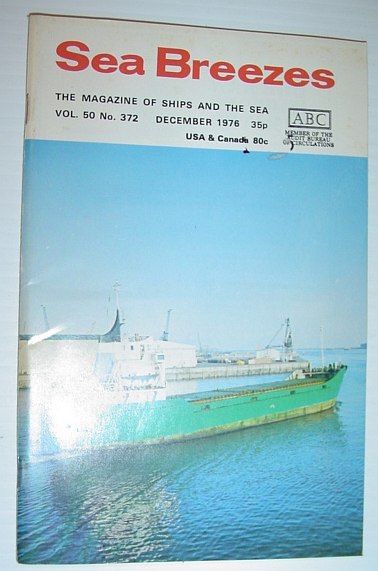 Sea Breezes
THE MAGAZINE OF SHIPS AND THE SEA
VOL. 50 No. 372 DECEMBER 1976 35p
USA & Canada 80c
ABC
MEMBER OF THE
AUDIT BUREAU
OF CIRCULATIONS